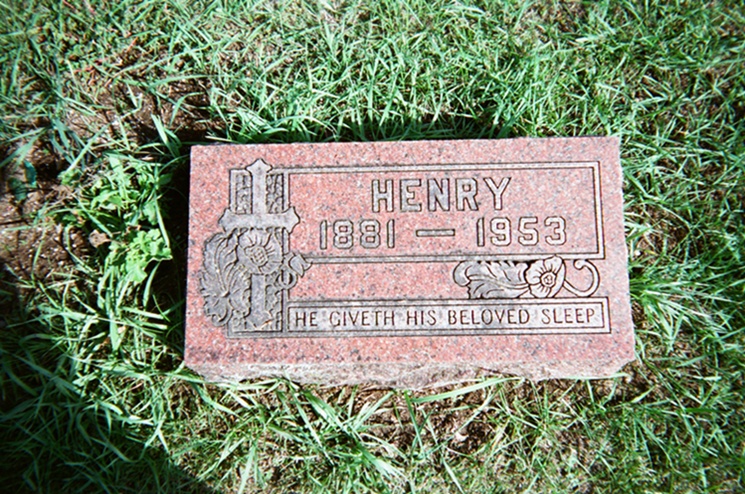 HENRY
1881 — 1953
HE GIVETH HIS BELOVED SLEEP